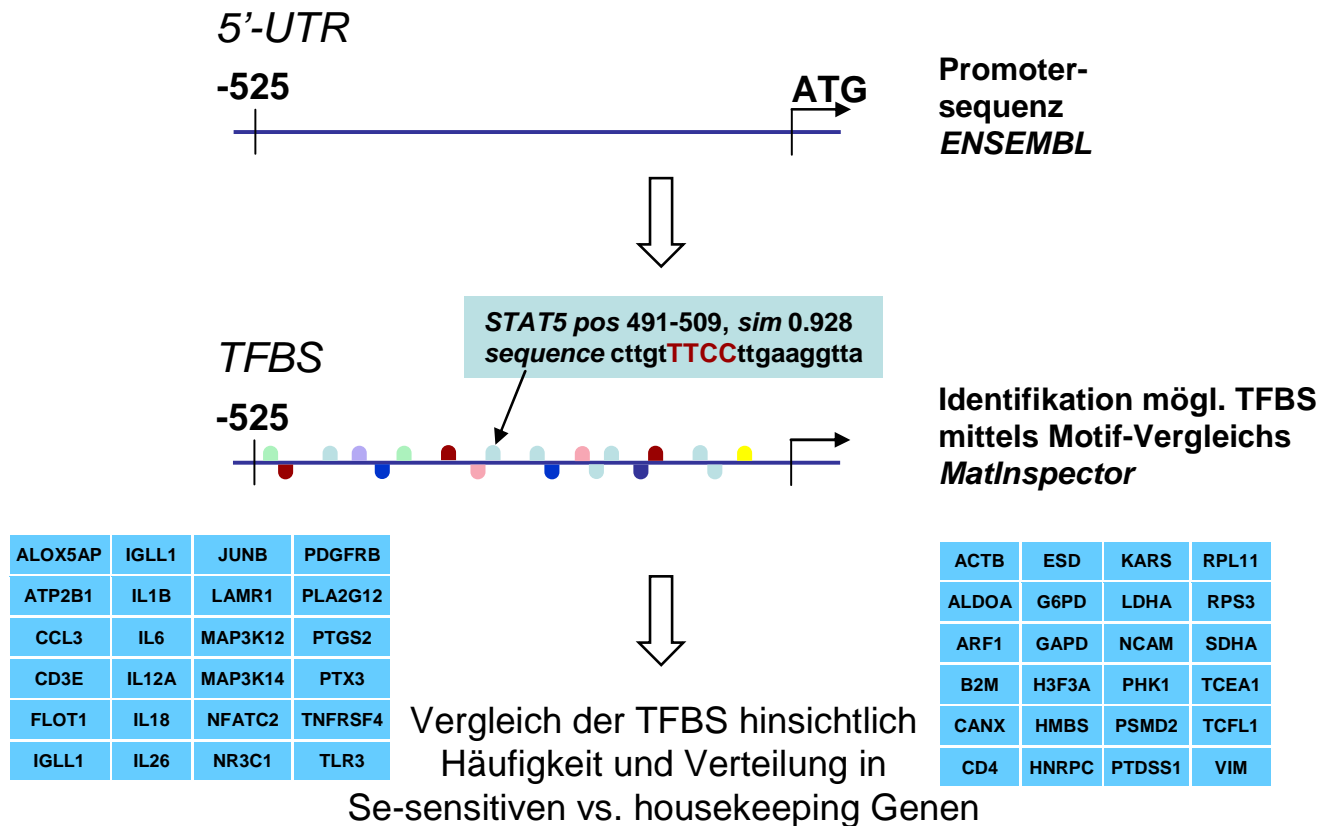 5'-UTR
-525
ATG
Promoter-
sequenz
ENSEMBL
STAT5 pos 491-509, sim 0.928
sequence cttgtTTCCttgaaggtta
TFBS
-525
Identifikation mögl. TFBS
mittels Motif-Vergleichs
MatInspector
ALOX5AP IGLL1 JUNB PDGFRB
ATP2B1 IL1B LAMR1 PLA2G12
CCL3 IL6 MAP3K12 PTGS2
CD3E IL12A MAP3K14 PTX3
FLOT1 IL18 NFATC2 TNFRSF4
IGLL1 IL26 NR3C1 TLR3
ACTB ESD KARS RPL11
ALDOA G6PD LDHA RPS3
ARF1 GAPD NCAM SDHA
B2M H3F3A PHK1 TCEA1
CANX HMBS PSMD2 TCFL1
CD4 HNRPC PTDSS1 VIM
Vergleich der TFBS hinsichtlich
Häufigkeit und Verteilung in
Se-sensitiven vs. housekeeping Genen